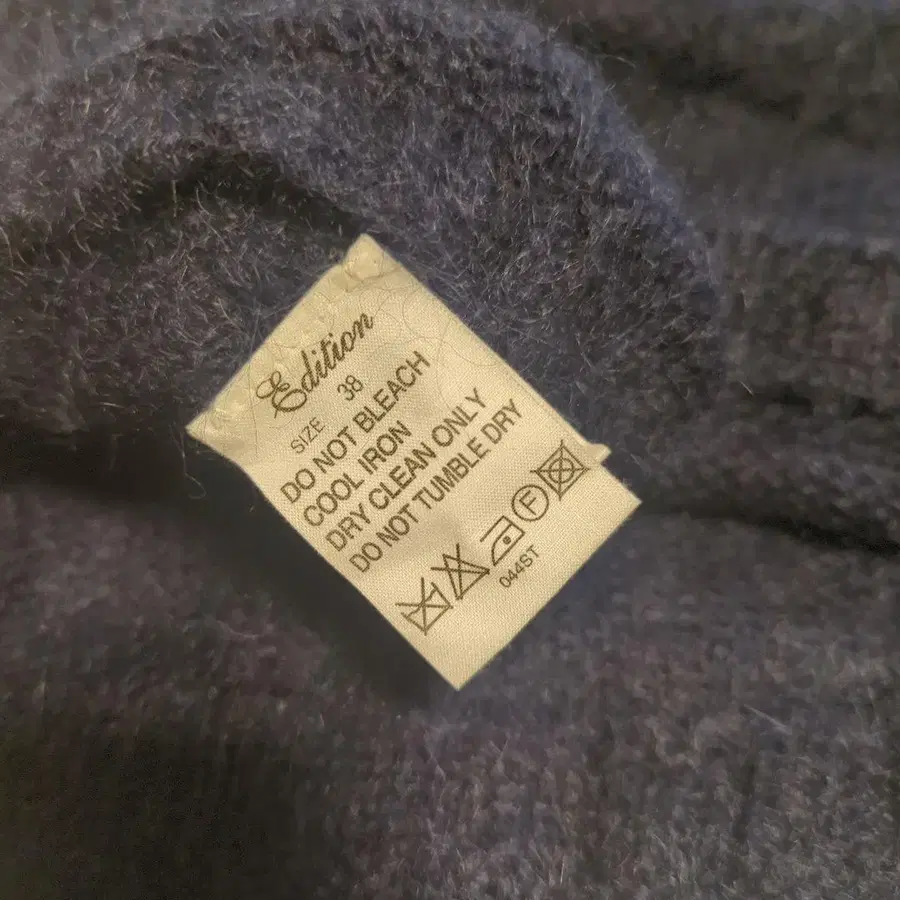 Edition
SIZE 38
DO NOT BLEACH
COOL IRON
DRY CLEAN ONLY
DO NOT TUMBLE DRY
F
044ST